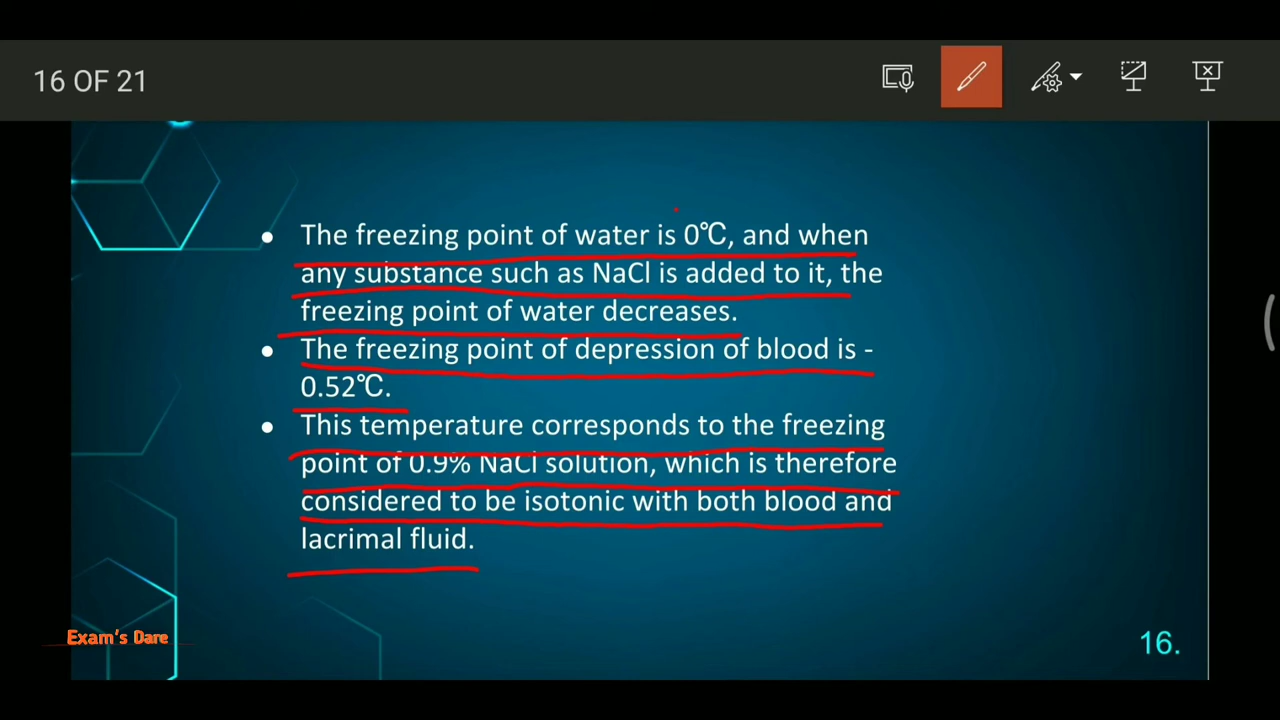 16 OF 21
● The freezing point of water is 0℃, and when
any substance such as NaCl is added to it, the
freezing point of water decreases.
● The freezing point of depression of blood is -
0.52℃.
● This temperature corresponds to the freezing
point of 0.9% NaCl solution, which is therefore
considered to be isotonic with both blood and
lacrimal fluid.
Exam's Dare
16.